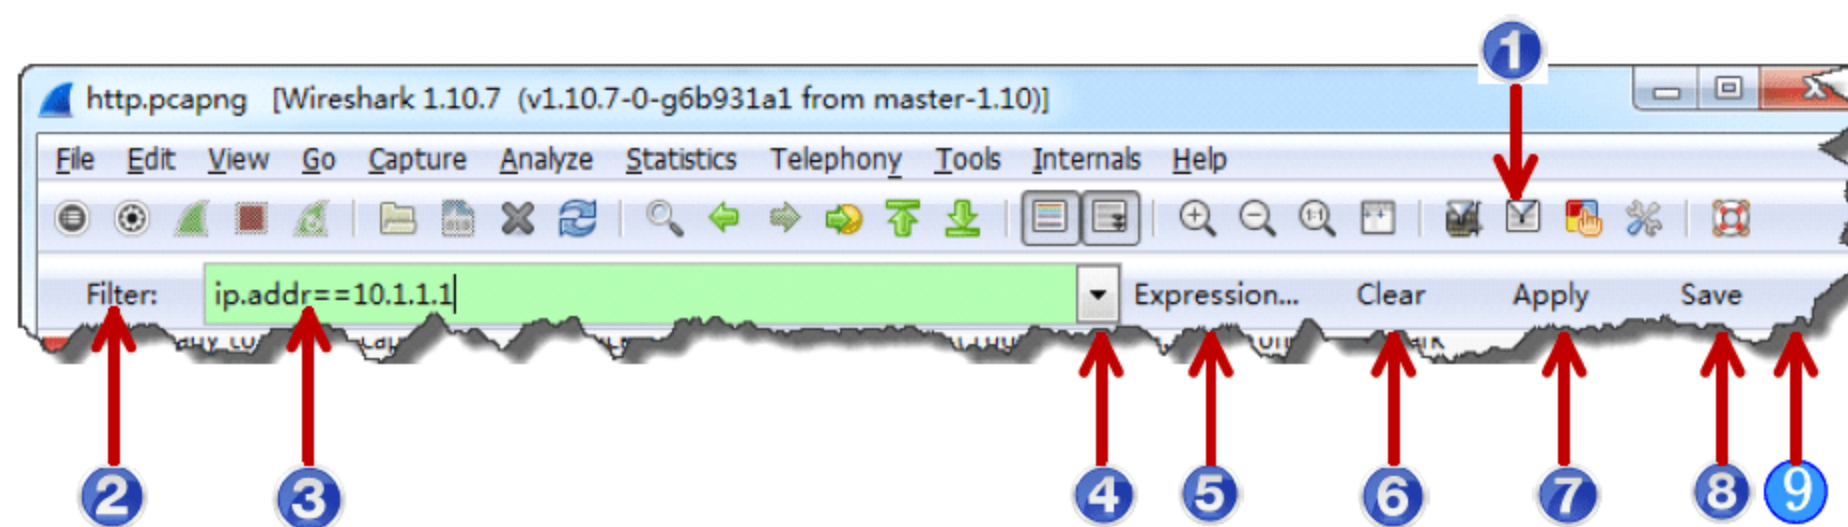 1
http.pcapng [Wireshark 1.10.7 (v1.10.7-0-g6b931a1 from master-1.10)]
File Edit View Go Capture Analyze Statistics Telephony Tools Internals Help
Filter: ip.addr==10.1.1.1 Expression... Clear Apply Save
2 3 4 5 6 7 8 9